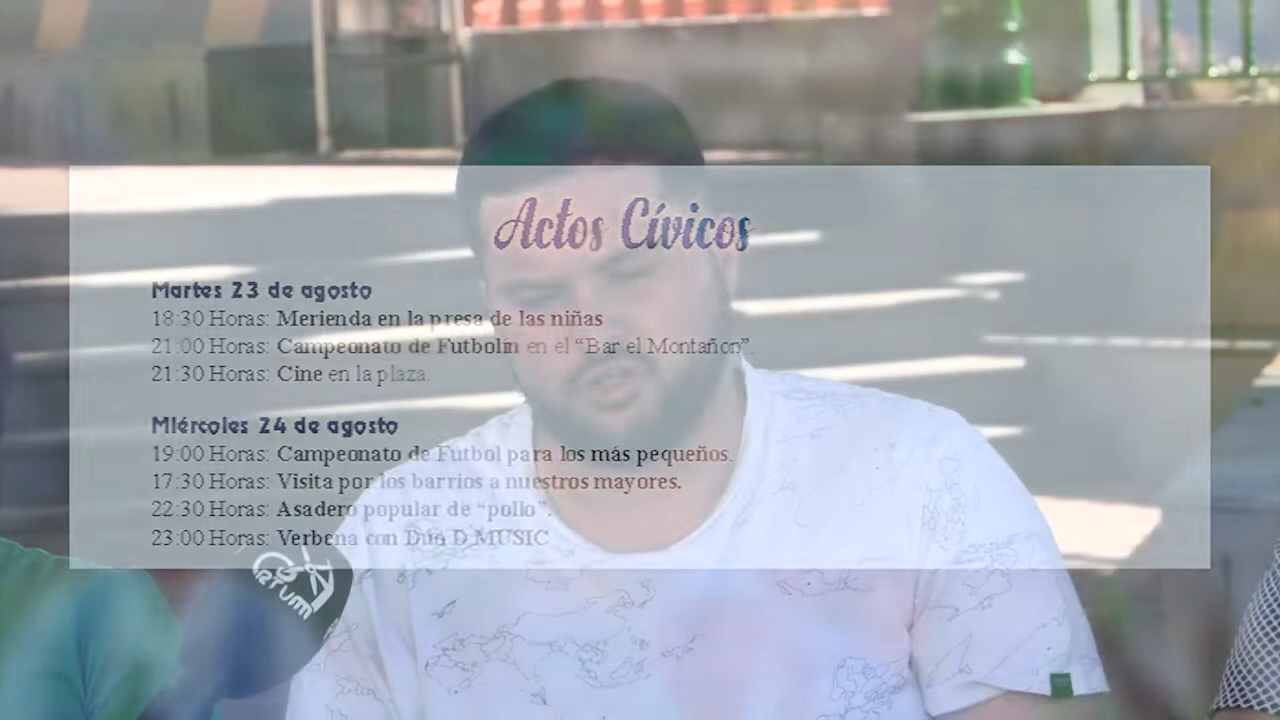 Actos Cívicos
Martes 23 de agosto
18:30 Horas: Merienda en la presa de las niñas
21:00 Horas: Campeonato de Futbolín en el “Bar el Montañon”
21:30 Horas: Cine en la plaza.
Miércoles 24 de agosto
19:00 Horas: Campeonato de Fútbol para los más pequeños.
17:30 Horas: Visita por los barrios a nuestros mayores.
22:30 Horas: Asadero popular de “pollo”.
23:00 Horas: Verbena con Dúo D MUSIC